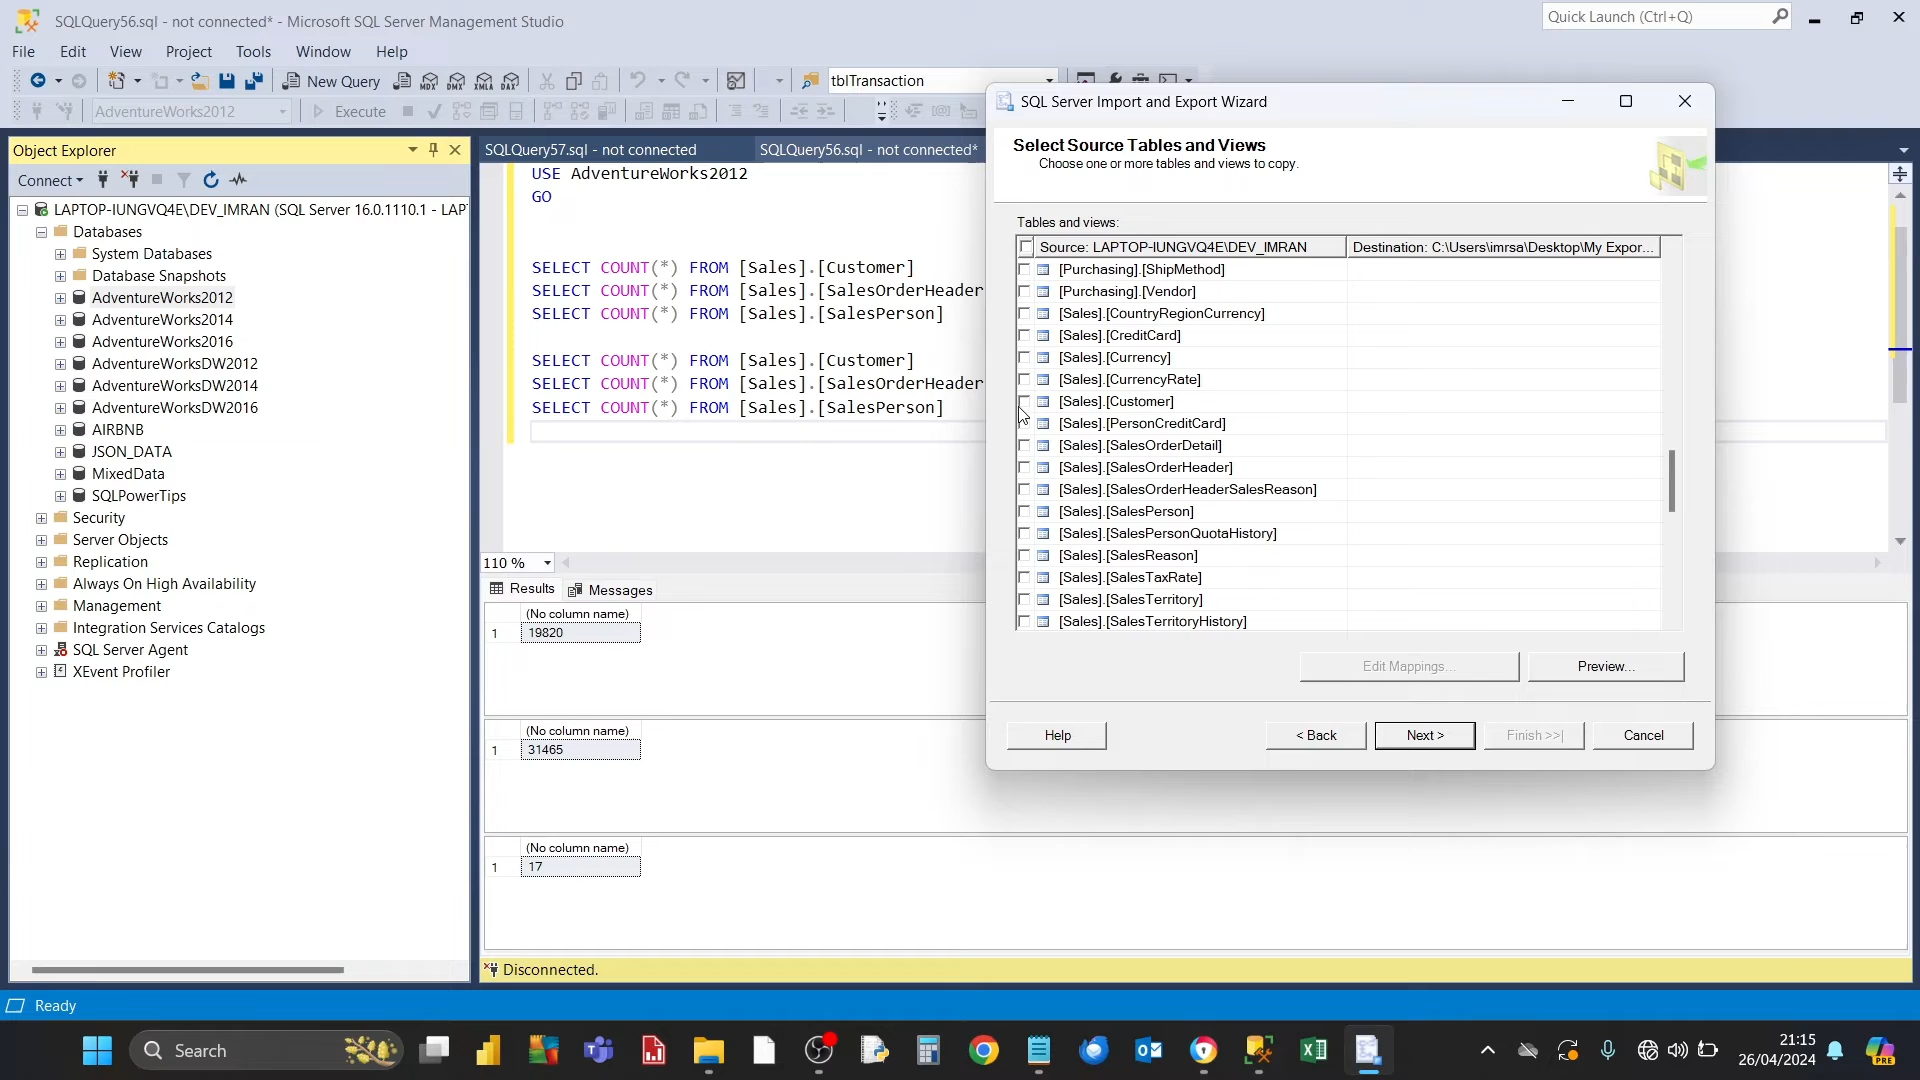 SQLQuery56.sql - not connected* - Microsoft SQL Server Management Studio
Quick Launch (Ctrl+Q)
File Edit View Project Tools Window Help
New Query
MDX DMX XMLA DAX
tblTransaction
AdventureWorks2012
Execute
Object Explorer
Connect
LAPTOP-IUNGVQ4E\DEV_IMRAN (SQL Server 16.0.1110.1 - LAP
Databases
System Databases
Database Snapshots
AdventureWorks2012
AdventureWorks2014
AdventureWorks2016
AdventureWorksDW2012
AdventureWorksDW2014
AdventureWorksDW2016
AIRBNB
JSON_DATA
MixedData
SQLPowerTips
Security
Server Objects
Replication
Always On High Availability
Management
Integration Services Catalogs
SQL Server Agent
XEvent Profiler
SQLQuery57.sql - not connected
SQLQuery56.sql - not connected*
USE AdventureWorks2012
GO
SELECT COUNT(*) FROM [Sales].[Customer]
SELECT COUNT(*) FROM [Sales].[SalesOrderHeader
SELECT COUNT(*) FROM [Sales].[SalesPerson]
SELECT COUNT(*) FROM [Sales].[Customer]
SELECT COUNT(*) FROM [Sales].[SalesOrderHeader
SELECT COUNT(*) FROM [Sales].[SalesPerson]
110 %
Results
Messages
(No column name)
1 19820
(No column name)
1 31465
(No column name)
1 17
Disconnected.
SQL Server Import and Export Wizard
Select Source Tables and Views
Choose one or more tables and views to copy.
Tables and views:
Source: LAPTOP-IUNGVQ4E\DEV_IMRAN
Destination: C:\Users\imrsa\Desktop\My Expor...
[Purchasing].[ShipMethod]
[Purchasing].[Vendor]
[Sales].[CountryRegionCurrency]
[Sales].[CreditCard]
[Sales].[Currency]
[Sales].[CurrencyRate]
[Sales].[Customer]
[Sales].[PersonCreditCard]
[Sales].[SalesOrderDetail]
[Sales].[SalesOrderHeader]
[Sales].[SalesOrderHeaderSalesReason]
[Sales].[SalesPerson]
[Sales].[SalesPersonQuotaHistory]
[Sales].[SalesReason]
[Sales].[SalesTaxRate]
[Sales].[SalesTerritory]
[Sales].[SalesTerritoryHistory]
Edit Mappings...
Preview...
Help
< Back
Next >
Finish >>|
Cancel
Ready
Search
21:15
26/04/2024
PRE